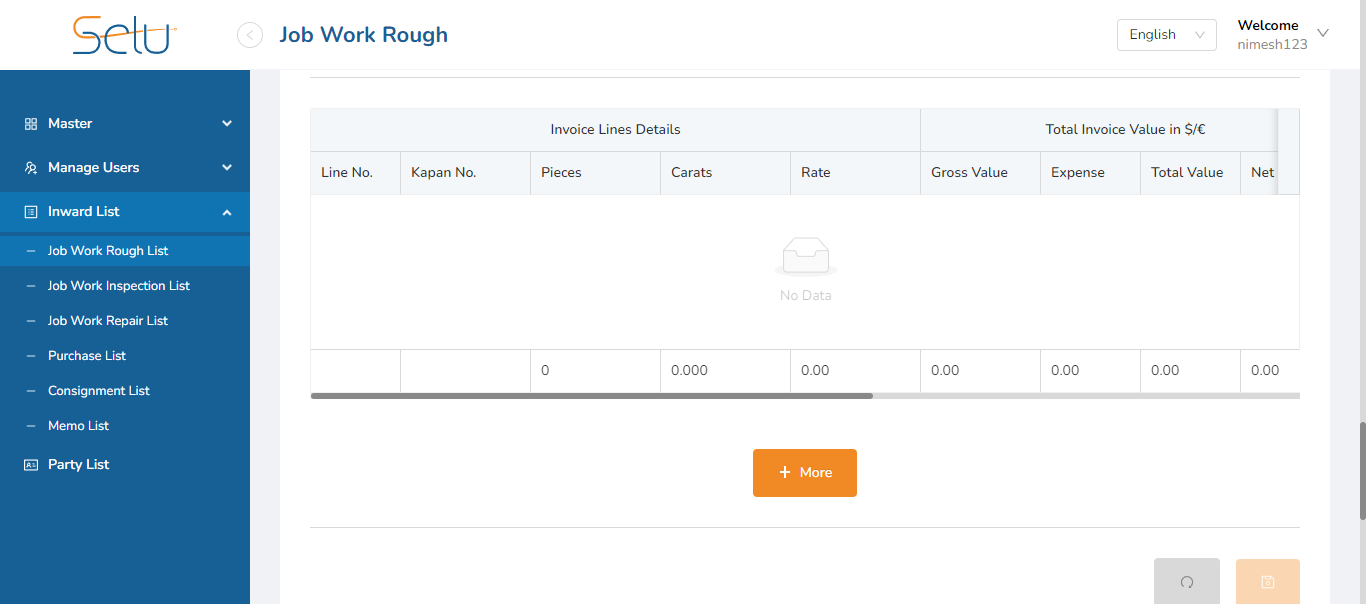 Selu
Job Work Rough
English
Welcome
nimesh123
Master
Manage Users
Inward List
Job Work Rough List
Job Work Inspection List
Job Work Repair List
Purchase List
Consignment List
Memo List
Party List
Invoice Lines Details
Total Invoice Value in $/€
Line No.
Kapan No.
Pieces
Carats
Rate
Gross Value
Expense
Total Value
Net
No Data
0
0.000
0.00
0.00
0.00
0.00
0.00
+ More